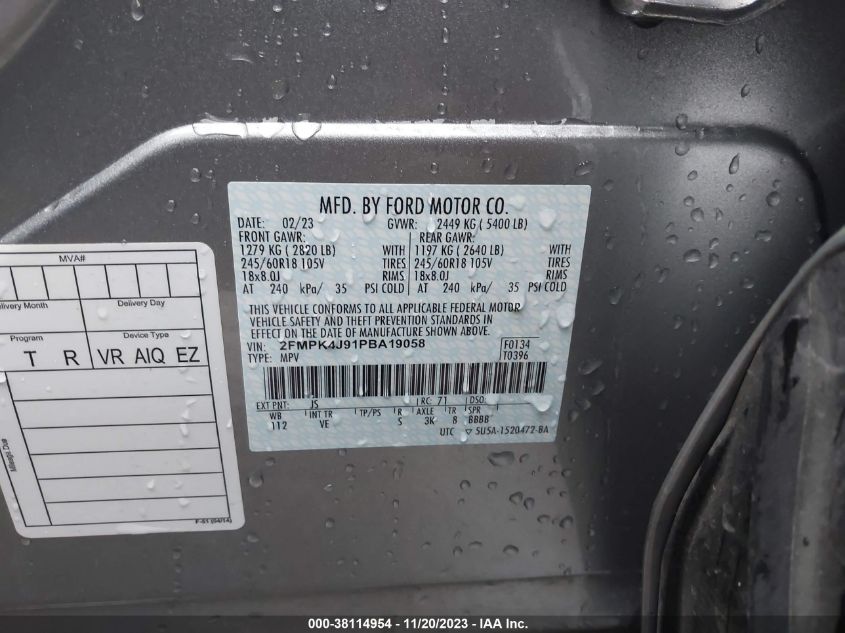 MFD. BY FORD MOTOR CO.
DATE: 02/23 GVWR: 2449 KG ( 5400 LB)
FRONT GAWR: REAR GAWR:
1279 KG ( 2820 LB) WITH 1197 KG ( 2640 LB) WITH
245/60R18 105V TIRES 245/60R18 105V TIRES
18x8.0J RIMS 18x8.0J RIMS
AT 240 kPa/ 35 PSI COLD AT 240 kPa/ 35 PSI COLD
THIS VEHICLE CONFORMS TO ALL APPLICABLE FEDERAL MOTOR
VEHICLE SAFETY AND THEFT PREVENTION STANDARDS IN
EFFECT ON THE DATE OF MANUFACTURE SHOWN ABOVE.
VIN: 2FMPK4J91PBA19058 F0134
TYPE: MPV T0396
EXT PNT: JS RC: 71 DSO:
WB INT TR TP/PS R AXLE TR SPR
112 VE S 3K 8 BBBB
UTC ▽ 5U5A-1520472-BA
MVA#
Delivery Month Delivery Day
Program Device Type
T R VR AIQ EZ
Mileage Due
F-51 (04/14)
000-38114954 - 11/20/2023 - IAA Inc.